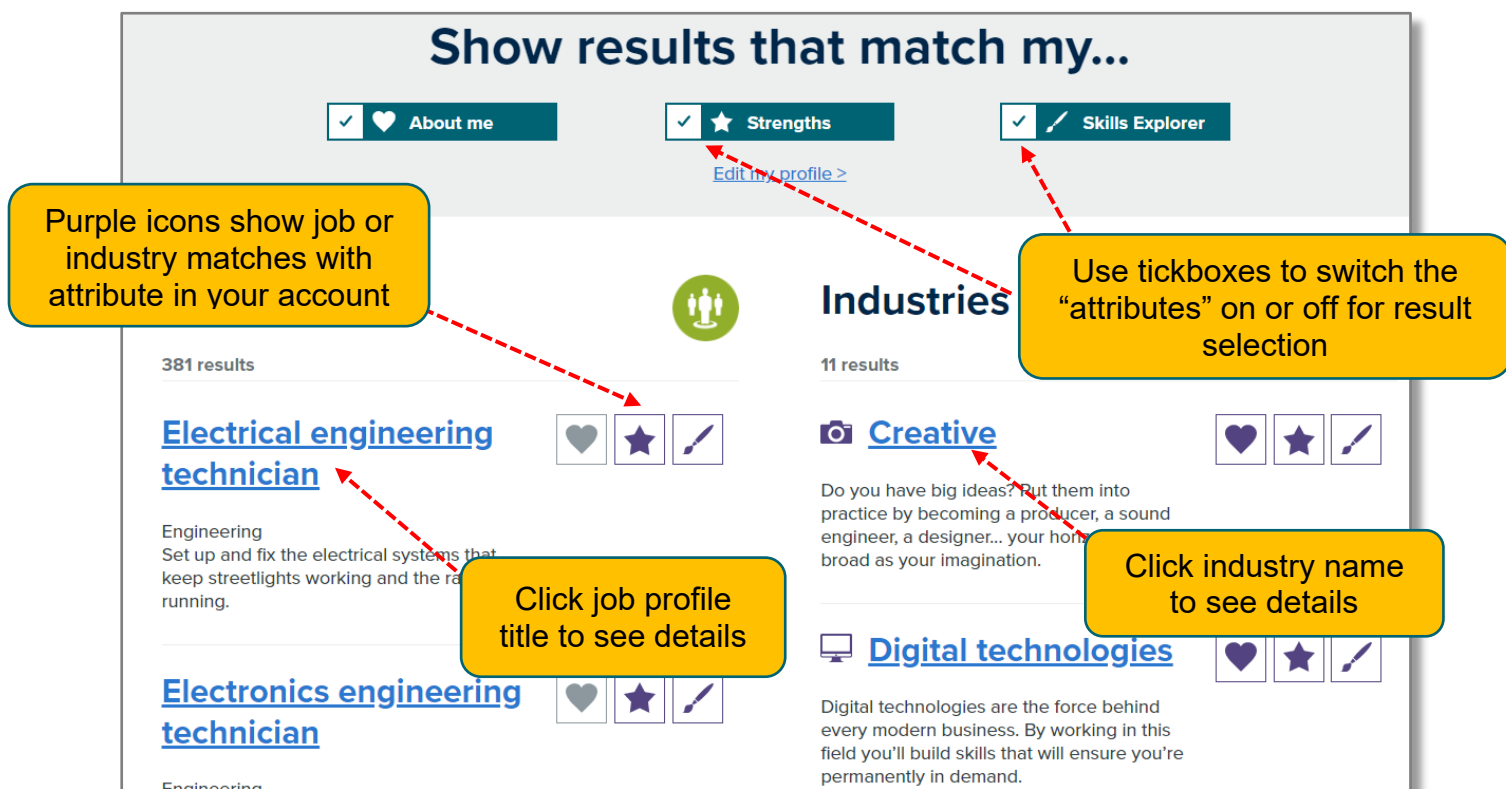 Show results that match my...
About me
Strengths
Skills Explorer
Edit my profile >
Purple icons show job or
industry matches with
attribute in your account
Use tickboxes to switch the
“attributes” on or off for result
selection
381 results
Electrical engineering
technician
Engineering
Set up and fix the electrical systems that
keep streetlights working and the
running.
Click job profile
title to see details
Electronics engineering
technician
Engineering
Industries
11 results
Creative
Do you have big ideas? Put them into
practice by becoming a producer, a sound
engineer, a designer... your
broad as your imagination.
Click industry name
to see details
Digital technologies
Digital technologies are the force behind
every modern business. By working in this
field you’ll build skills that will ensure you’re
permanently in demand.